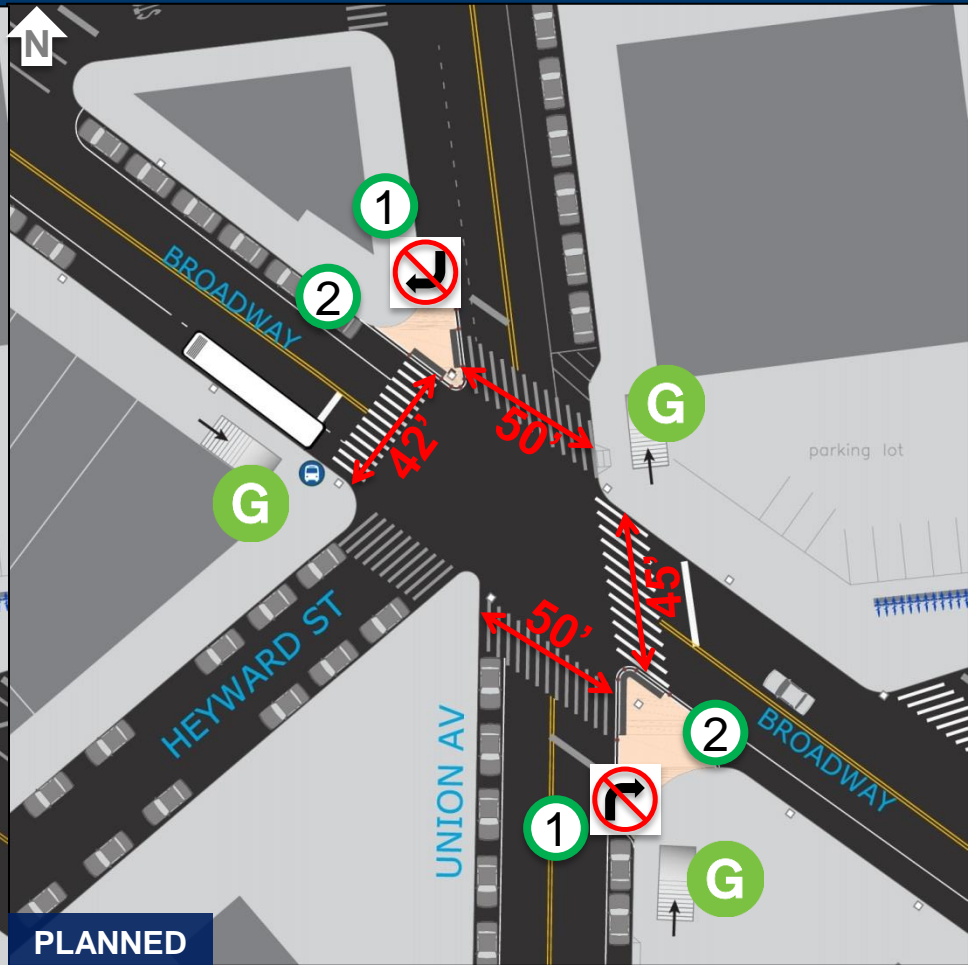 N
1
2
BROADWAY
G
50'
42'
parking lot
G
45'
50'
HEYWARD ST
UNION AV
2
BROADWAY
1
G
PLANNED